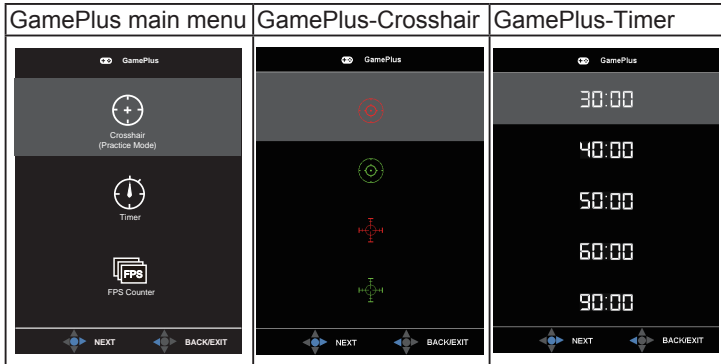 GamePlus main menu
GamePlus
Crosshair
(Practice Mode)
Timer
FPS
FPS Counter
NEXT BACK/EXIT
GamePlus-Crosshair
GamePlus
NEXT BACK/EXIT
GamePlus-Timer
GamePlus
30:00
40:00
50:00
60:00
90:00
NEXT BACK/EXIT